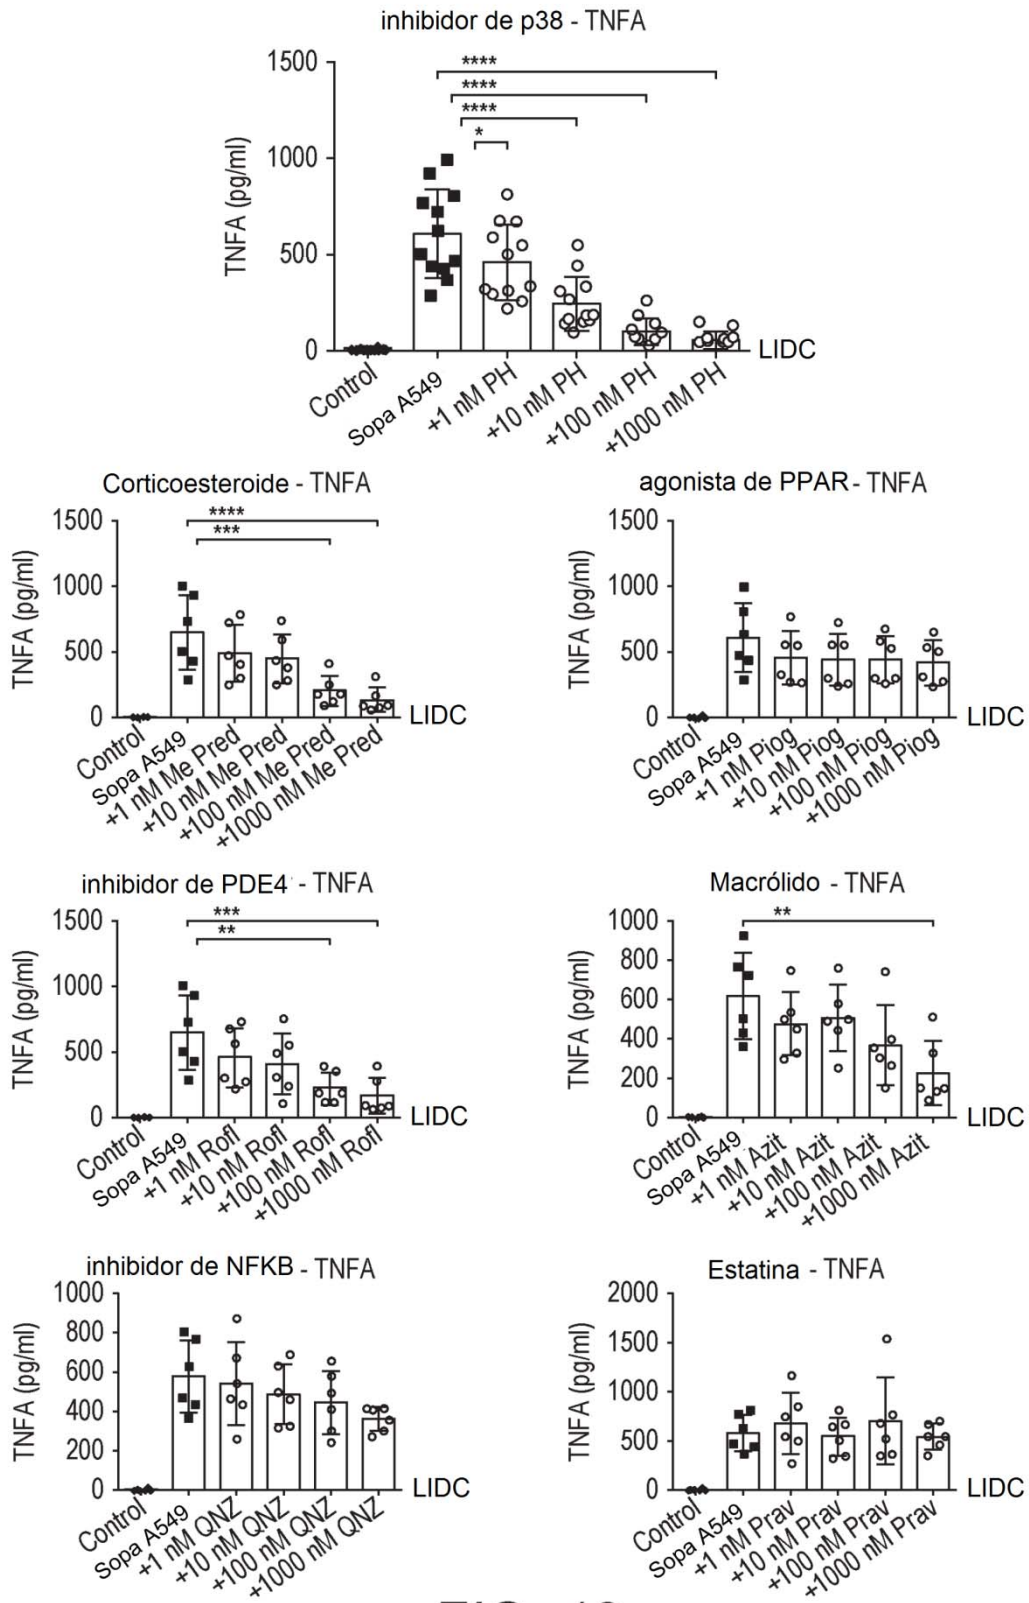 inhibidor de p38 - TNFA
****
****
****
*
1500
1000
500
0
TNFA (pg/ml)
LIDC
Control
Sopa A549
+1 nM PH
+10 nM PH
+100 nM PH
+1000 nM PH
Corticoesteroide - TNFA
****
***
1500
1000
500
0
TNFA (pg/ml)
LIDC
Control
Sopa A549
+1 nM Me Pred
+10 nM Me Pred
+100 nM Me Pred
+1000 nM Me Pred
agonista de PPAR - TNFA
1500
1000
500
0
TNFA (pg/ml)
LIDC
Control
Sopa A549
+1 nM Piog
+10 nM Piog
+100 nM Piog
+1000 nM Piog
inhibidor de PDE4 - TNFA
***
**
1500
1000
500
0
TNFA (pg/ml)
LIDC
Control
Sopa A549
+1 nM Rofl
+10 nM Rofl
+100 nM Rofl
+1000 nM Rofl
Macrólido - TNFA
**
1000
800
600
400
200
0
TNFA (pg/ml)
LIDC
Control
Sopa A549
+1 nM Azit
+10 nM Azit
+100 nM Azit
+1000 nM Azit
inhibidor de NFKB - TNFA
1000
800
600
400
200
0
TNFA (pg/ml)
LIDC
Control
Sopa A549
+1 nM QNZ
+10 nM QNZ
+100 nM QNZ
+1000 nM QNZ
Estatina - TNFA
2000
1500
1000
500
0
TNFA (pg/ml)
LIDC
Control
Sopa A549
+1 nM Prav
+10 nM Prav
+100 nM Prav
+1000 nM Prav